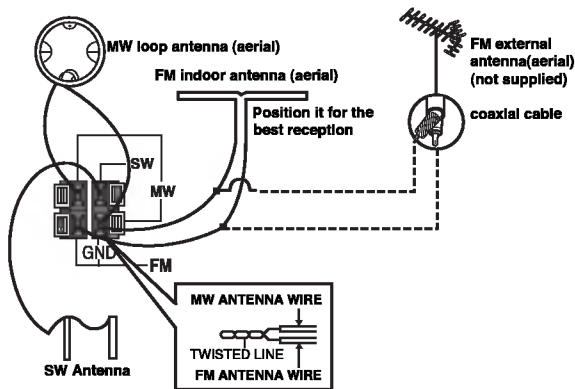 MW loop antenna (aerial)
FM indoor antenna (aerial)
Position it for the
best reception
FM external
antenna(aerial)
(not supplied)
coaxial cable
SW
MW
GND
FM
SW Antenna
MW ANTENNA WIRE
TWISTED LINE
FM ANTENNA WIRE